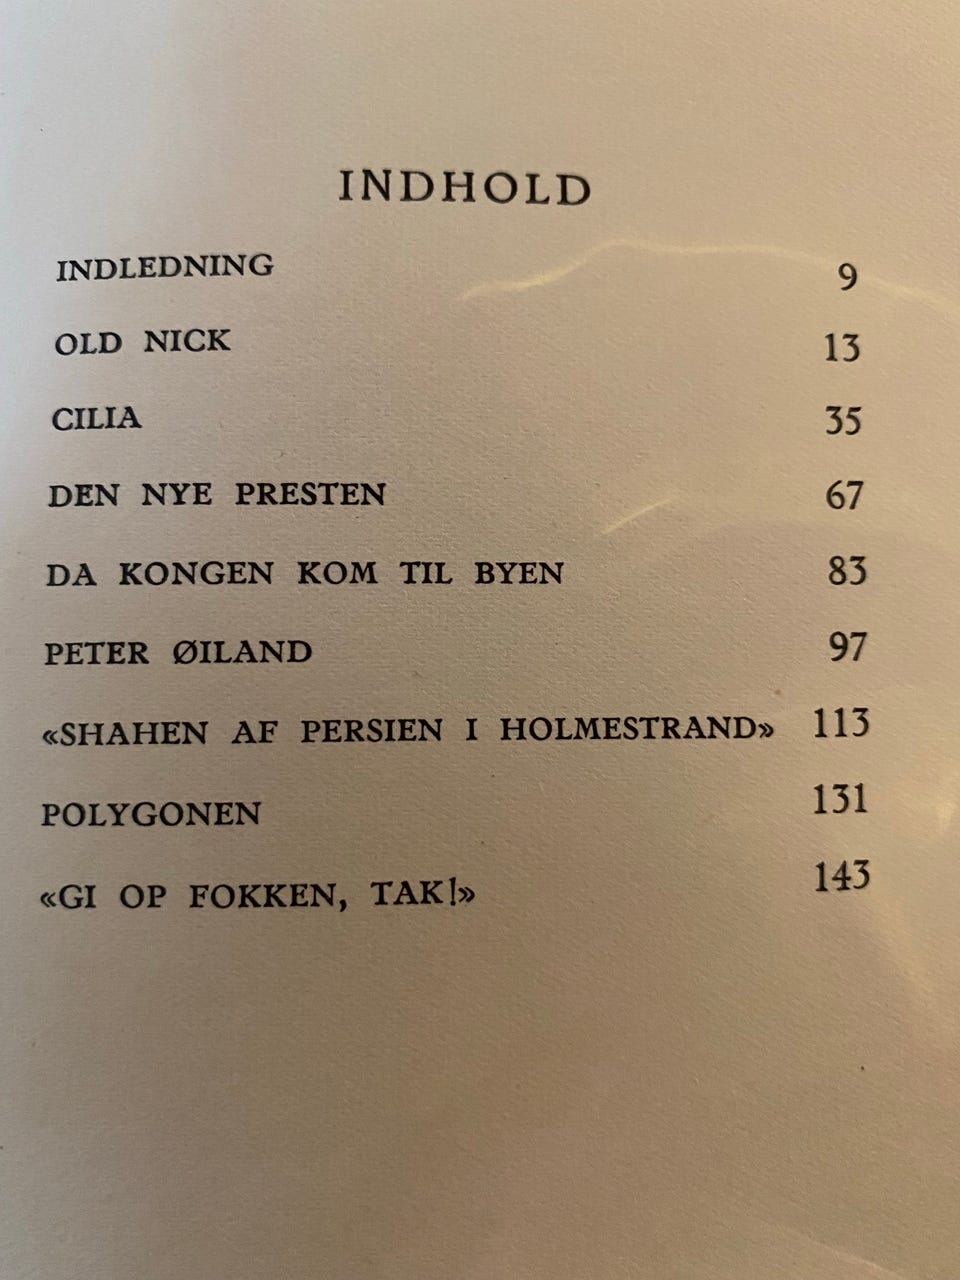 INDHOLD
INDLEDNING 9
OLD NICK 13
CILIA 35
DEN NYE PRESTEN 67
DA KONGEN KOM TIL BYEN 83
PETER ØILAND 97
«SHAHEN AF PERSIEN I HOLMESTRAND» 113
POLYGONEN 131
«GI OP FOKKEN, TAK!» 143